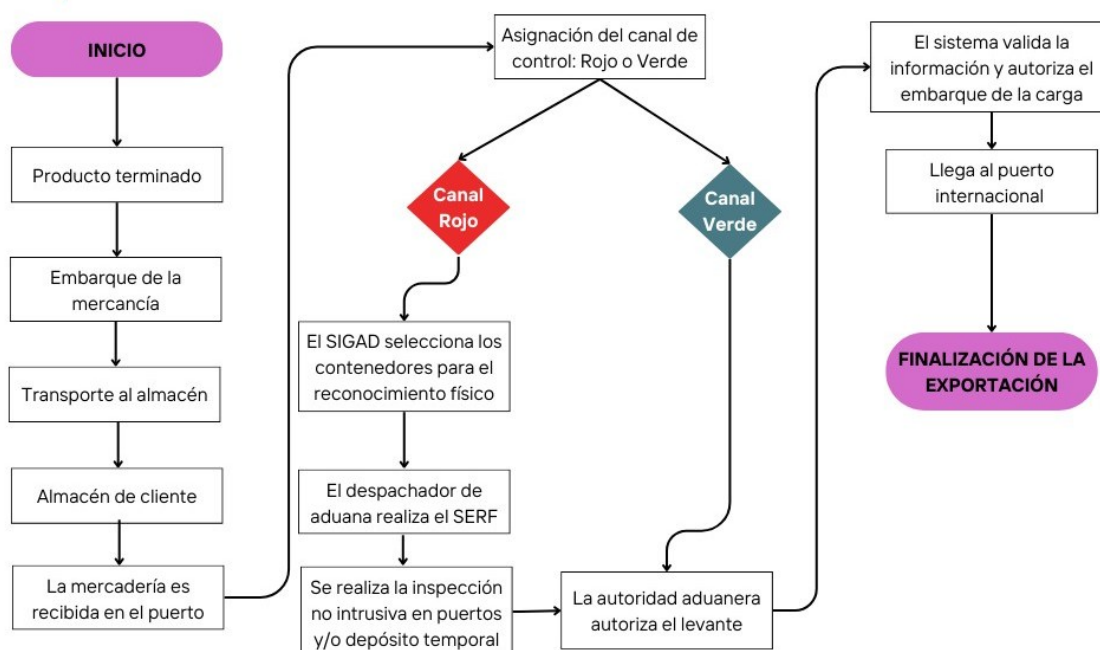 INICIO
Producto terminado
Embarque de la
mercancía
Transporte al almacén
Almacén de cliente
La mercadería es
recibida en el puerto
Asignación del canal de
control: Rojo o Verde
Canal
Rojo
Canal
Verde
El SIGAD selecciona los
contenedores para el
reconocimiento físico
El despachador de
aduana realiza el SERF
Se realiza la inspección
no intrusiva en puertos
y/o depósito temporal
La autoridad aduanera
autoriza el levante
El sistema valida la
información y autoriza el
embarque de la carga
Llega al puerto
internacional
FINALIZACIÓN DE LA
EXPORTACIÓN